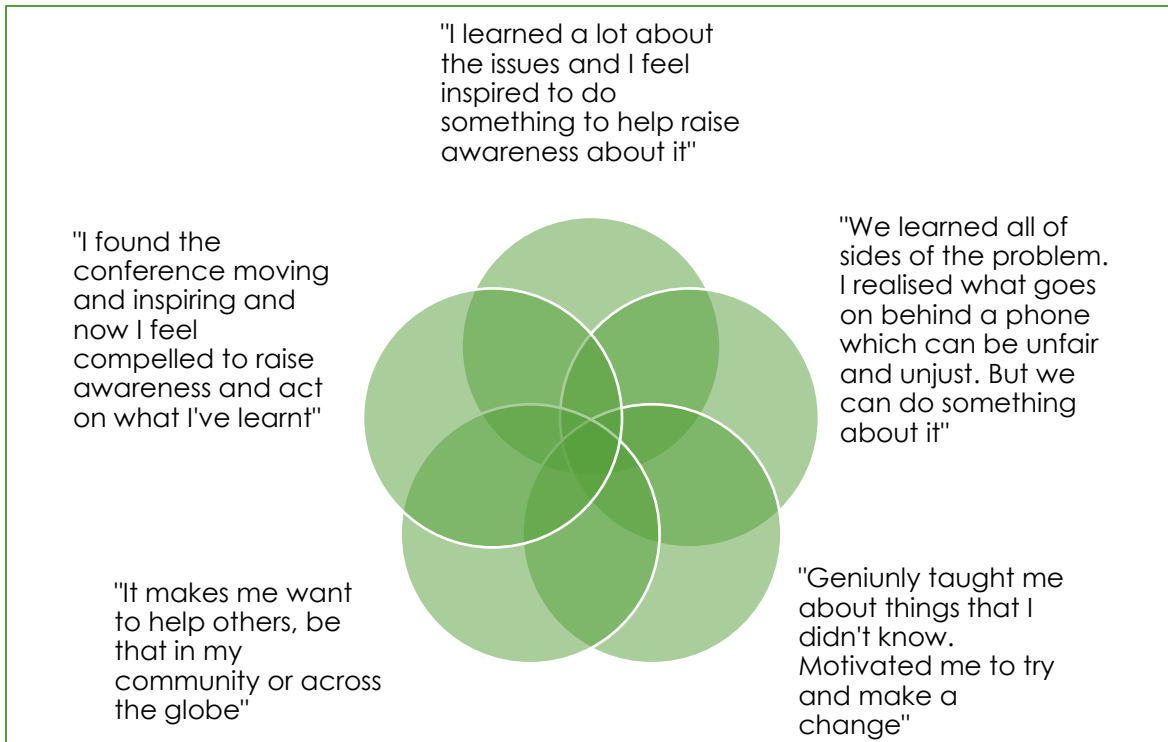 "I learned a lot about
the issues and I feel
inspired to do
something to help raise
awareness about it"
"We learned all of
sides of the problem.
I realised what goes
on behind a phone
which can be unfair
and unjust. But we
can do something
about it"
"Geniunly taught me
about things that I
didn't know.
Motivated me to try
and make a
change"
"It makes me want
to help others, be
that in my
community or across
the globe"
"I found the
conference moving
and inspiring and
now I feel
compelled to raise
awareness and act
on what I've learnt"